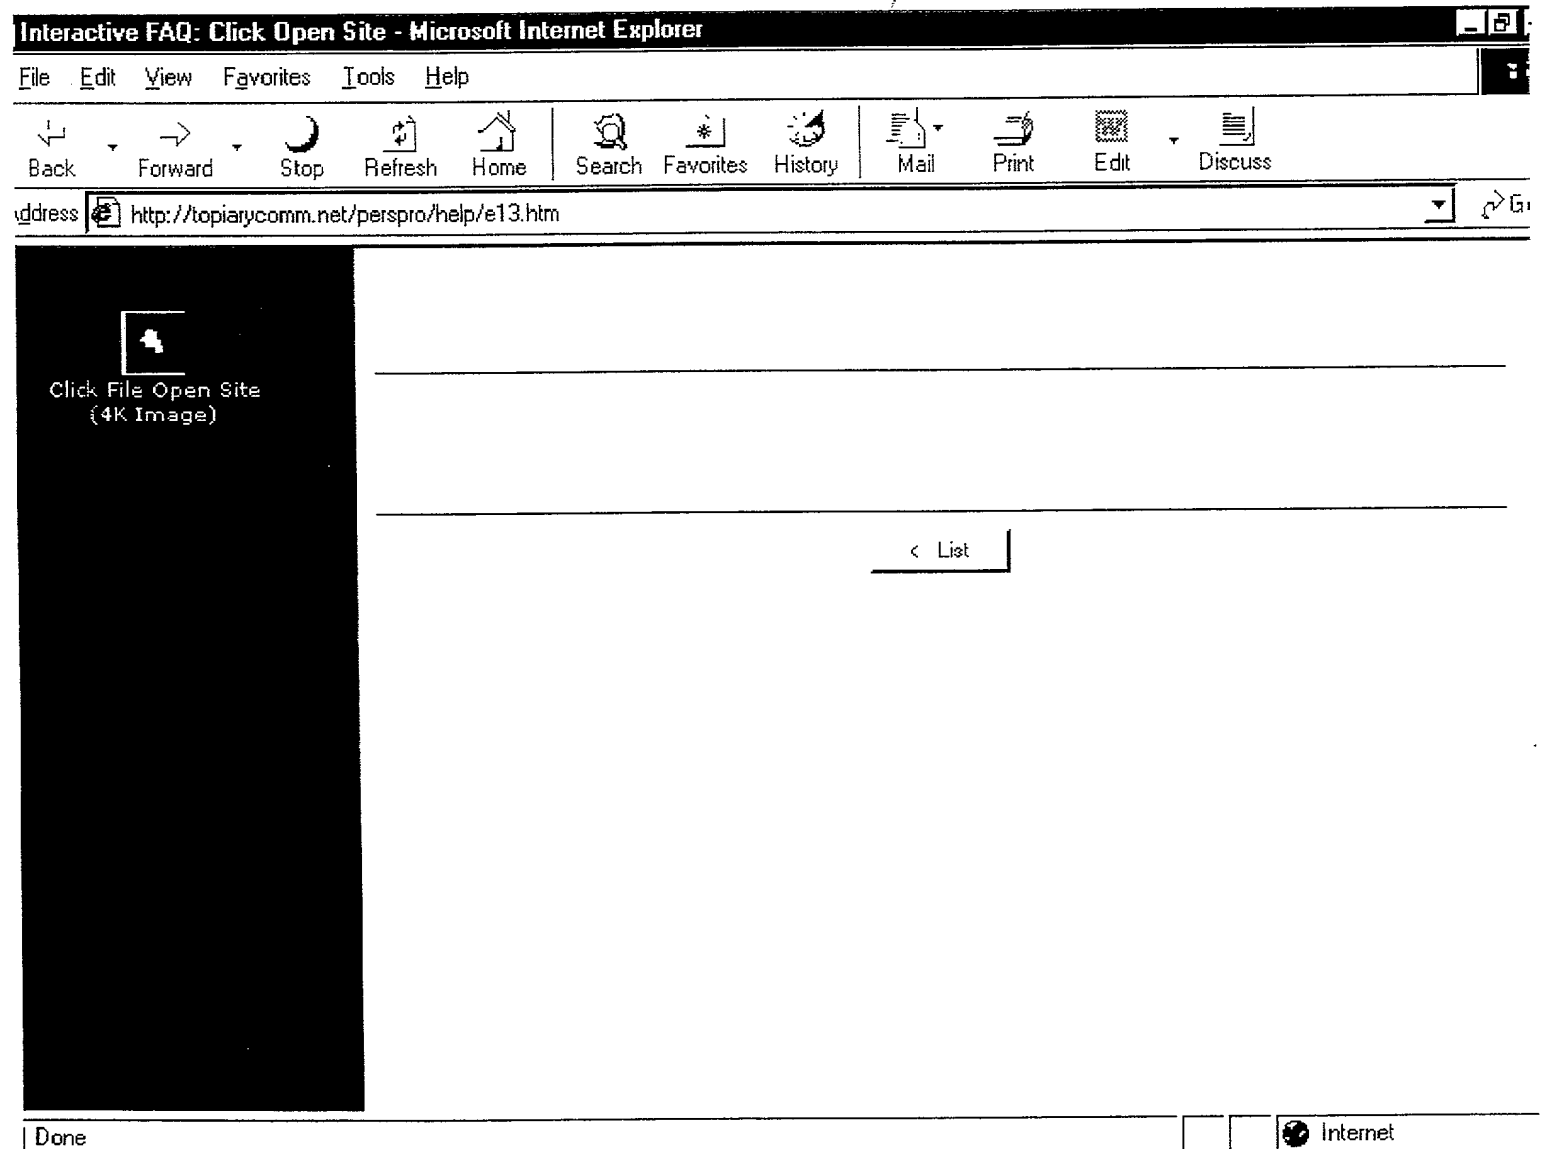 Interactive FAQ: Click Open Site - Microsoft Internet Explorer
File Edit View Favorites Tools Help
Back Forward Stop Refresh Home Search Favorites History Mail Print Edit Discuss
ddress http://topiarycomm.net/perspro/help/e13.htm G
Click File Open Site
(4K Image)
< List
Done Internet